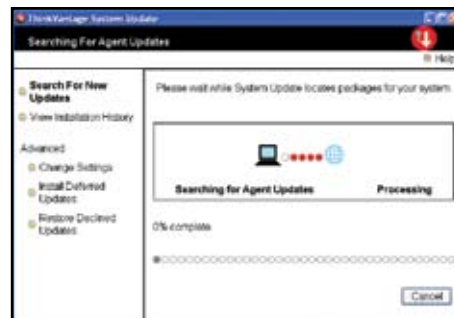 ThinkVantage System Update
Searching For Agent Updates
Help
Search For New
Updates
View Installation History
Advanced
Change Settings
Install Deferred
Updates
Restore Declined
Updates
Please wait while System Update locates packages for your system.
Searching for Agent Updates
Processing
0% complete
Cancel